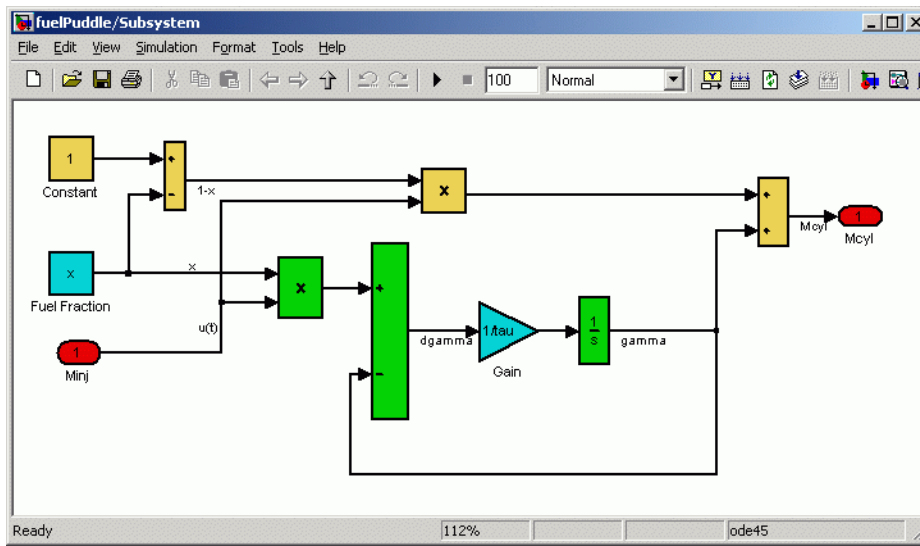 fuelPuddle/Subsystem
File Edit View Simulation Format Tools Help
100 Normal
1
Constant
+
-
1-x
x
+
+
Mcyl
1
Mcyl
x
Fuel Fraction
x
x
u(t)
1
Minj
+
-
dgamma
1/tau
Gain
1
s
gamma
Ready 112% ode45